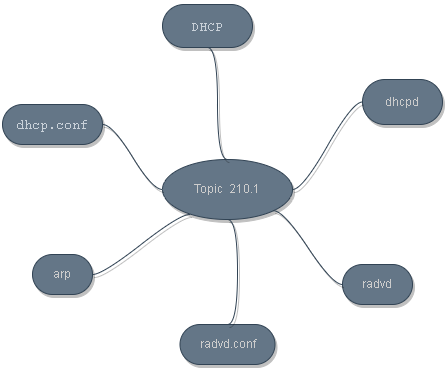 DHCP
dhcpd
dhcp.conf
Topic 210.1
arp
radvd
radvd.conf